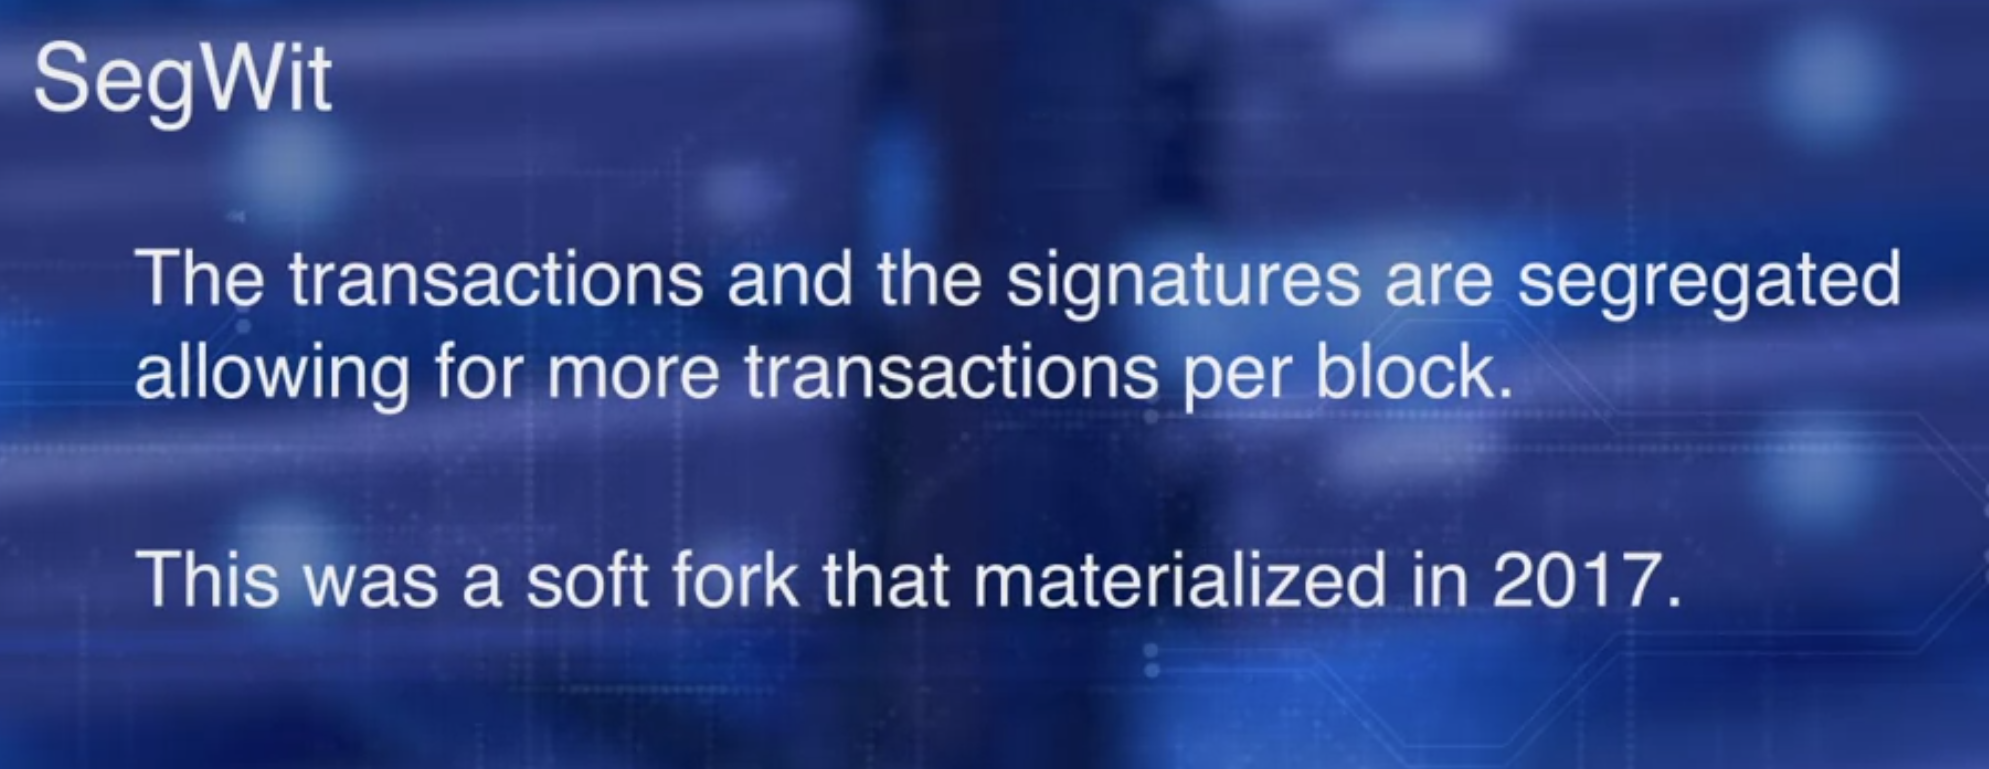 SegWit
The transactions and the signatures are segregated
allowing for more transactions per block.
This was a soft fork that materialized in 2017.